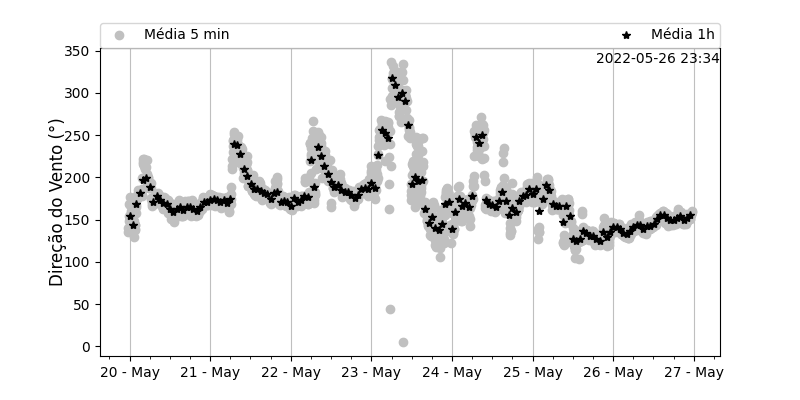 Média 5 min
Média 1h
2022-05-26 23:34
Direção do Vento (°)
350
300
250
200
150
100
50
0
20 - May
21 - May
22 - May
23 - May
24 - May
25 - May
26 - May
27 - May